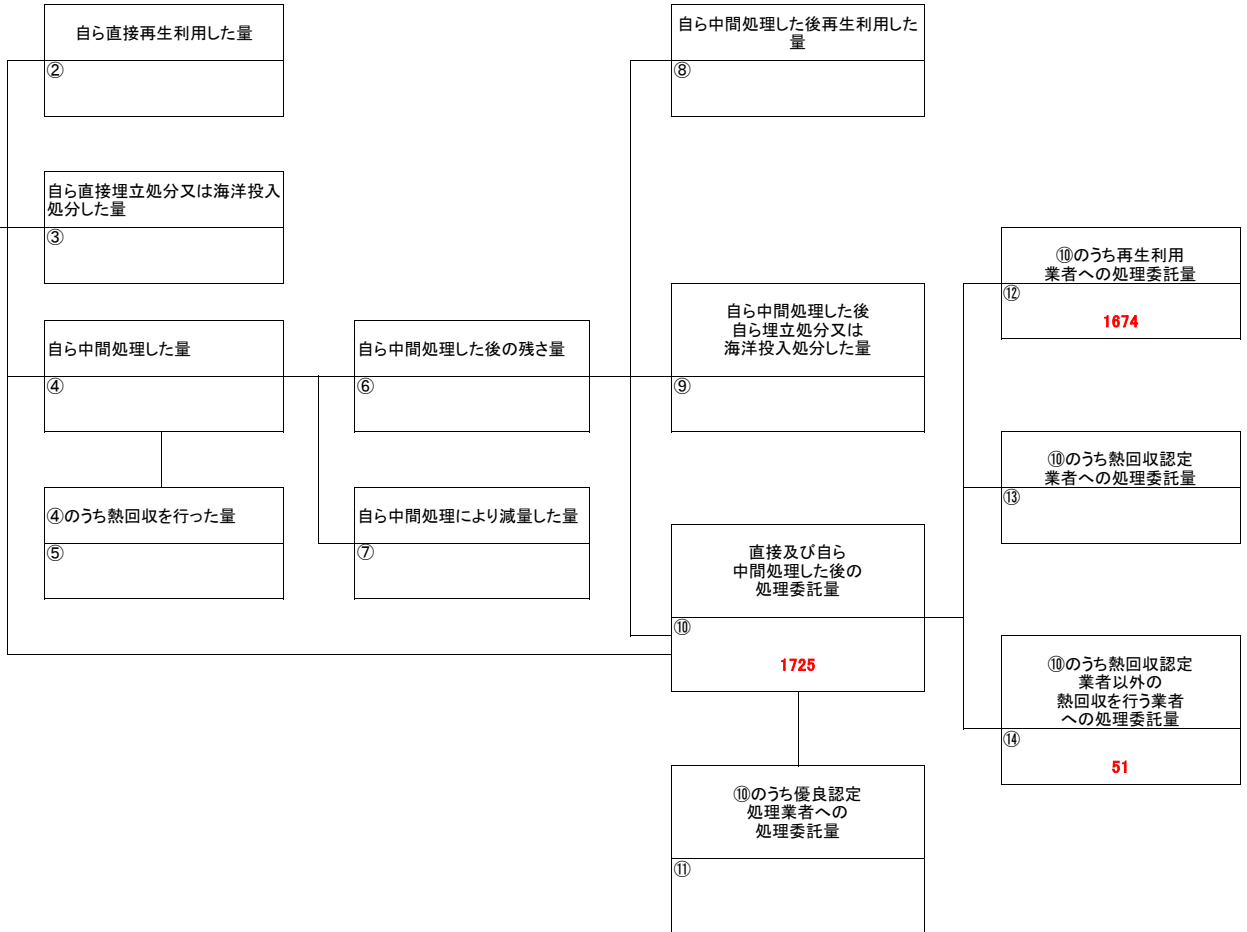 自ら直接再生利用した量
②
自ら直接埋立処分又は海洋投入
処分した量
③
自ら中間処理した量
④
④のうち熱回収を行った量
⑤
自ら中間処理した後の残さ量
⑥
自ら中間処理により減量した量
⑦
自ら中間処理した後再生利用した
量
⑧
自ら中間処理した後
自ら埋立処分又は
海洋投入処分した量
⑨
直接及び自ら
中間処理した後の
処理委託量
⑩
1725
⑩のうち優良認定
処理業者への
処理委託量
⑪
⑩のうち再生利用
業者への処理委託量
⑫
1674
⑩のうち熱回収認定
業者への処理委託量
⑬
⑩のうち熱回収認定
業者以外の
熱回収を行う業者
への処理委託量
⑭
51